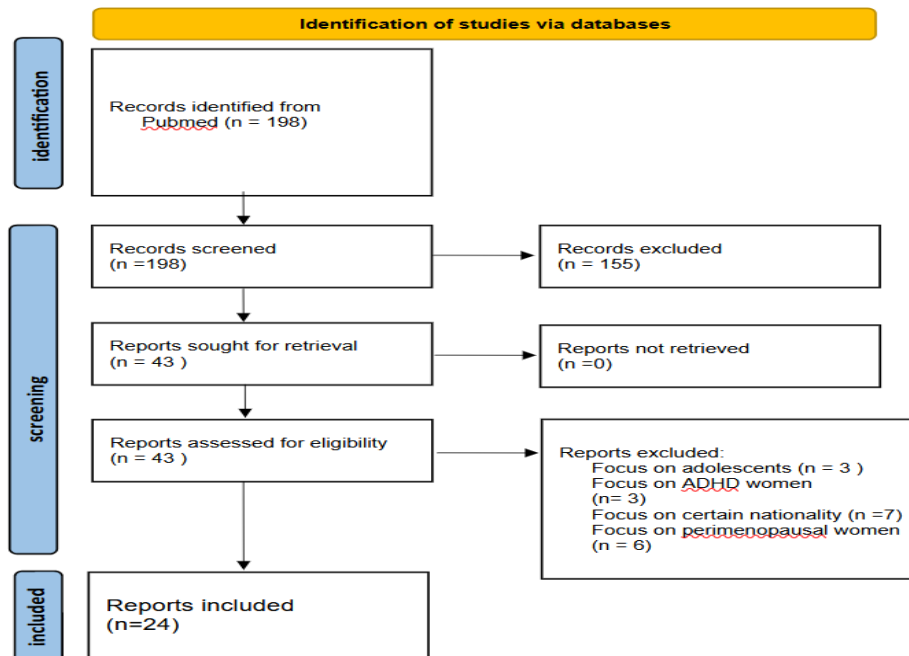 Identification of studies via databases
identification
Records identified from
Pubmed (n = 198)
screening
Records screened
(n =198)
Records excluded
(n = 155)
Reports sought for retrieval
(n = 43 )
Reports not retrieved
(n =0)
Reports assessed for eligibility
(n = 43 )
Reports excluded:
Focus on adolescents (n = 3 )
Focus on ADHD women
(n= 3)
Focus on certain nationality (n =7)
Focus on perimenopausal women
(n = 6)
included
Reports included
(n=24)